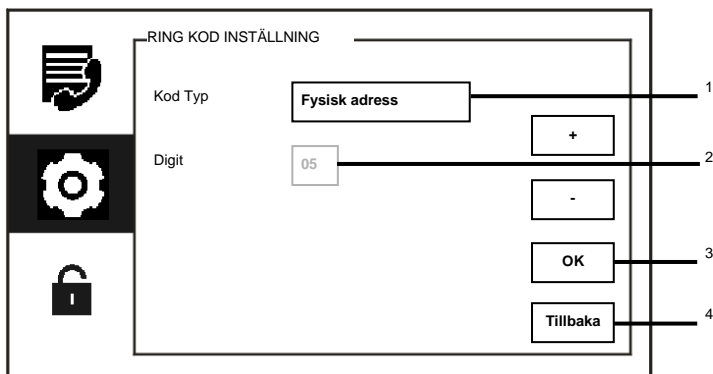 RING KOD INSTÄLLNING
Kod Typ
Fysisk adress
1
+
Digit
05
2
-
OK
3
Tillbaka
4